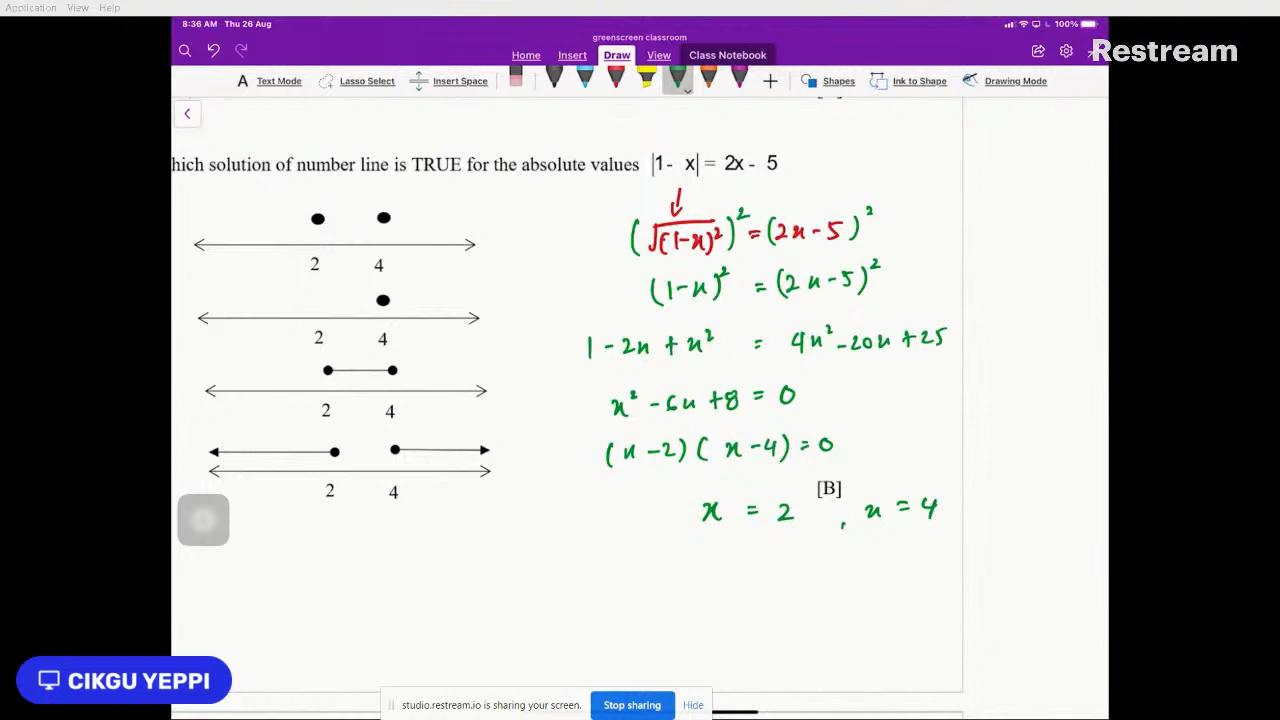 Application View Help
8:36 AM Thu 26 Aug
100%
greenscreen classroom
Home Insert Draw View Class Notebook
Restream
Text Mode Lasso Select Insert Space Shapes Ink to Shape Drawing Mode
hich solution of number line is TRUE for the absolute values |1 - x| = 2x - 5
(√(1-x)²)² = (2x-5)²
2 4
(1-x)² = (2x-5)²
2 4
1 - 2x + x² = 4x² - 20x + 25
x² - 6x + 8 = 0
2 4
(x-2)(x-4) = 0
2 4
[B]
x = 2 , x = 4
CIKGU YEPPI
studio.restream.io is sharing your screen. Stop sharing Hide